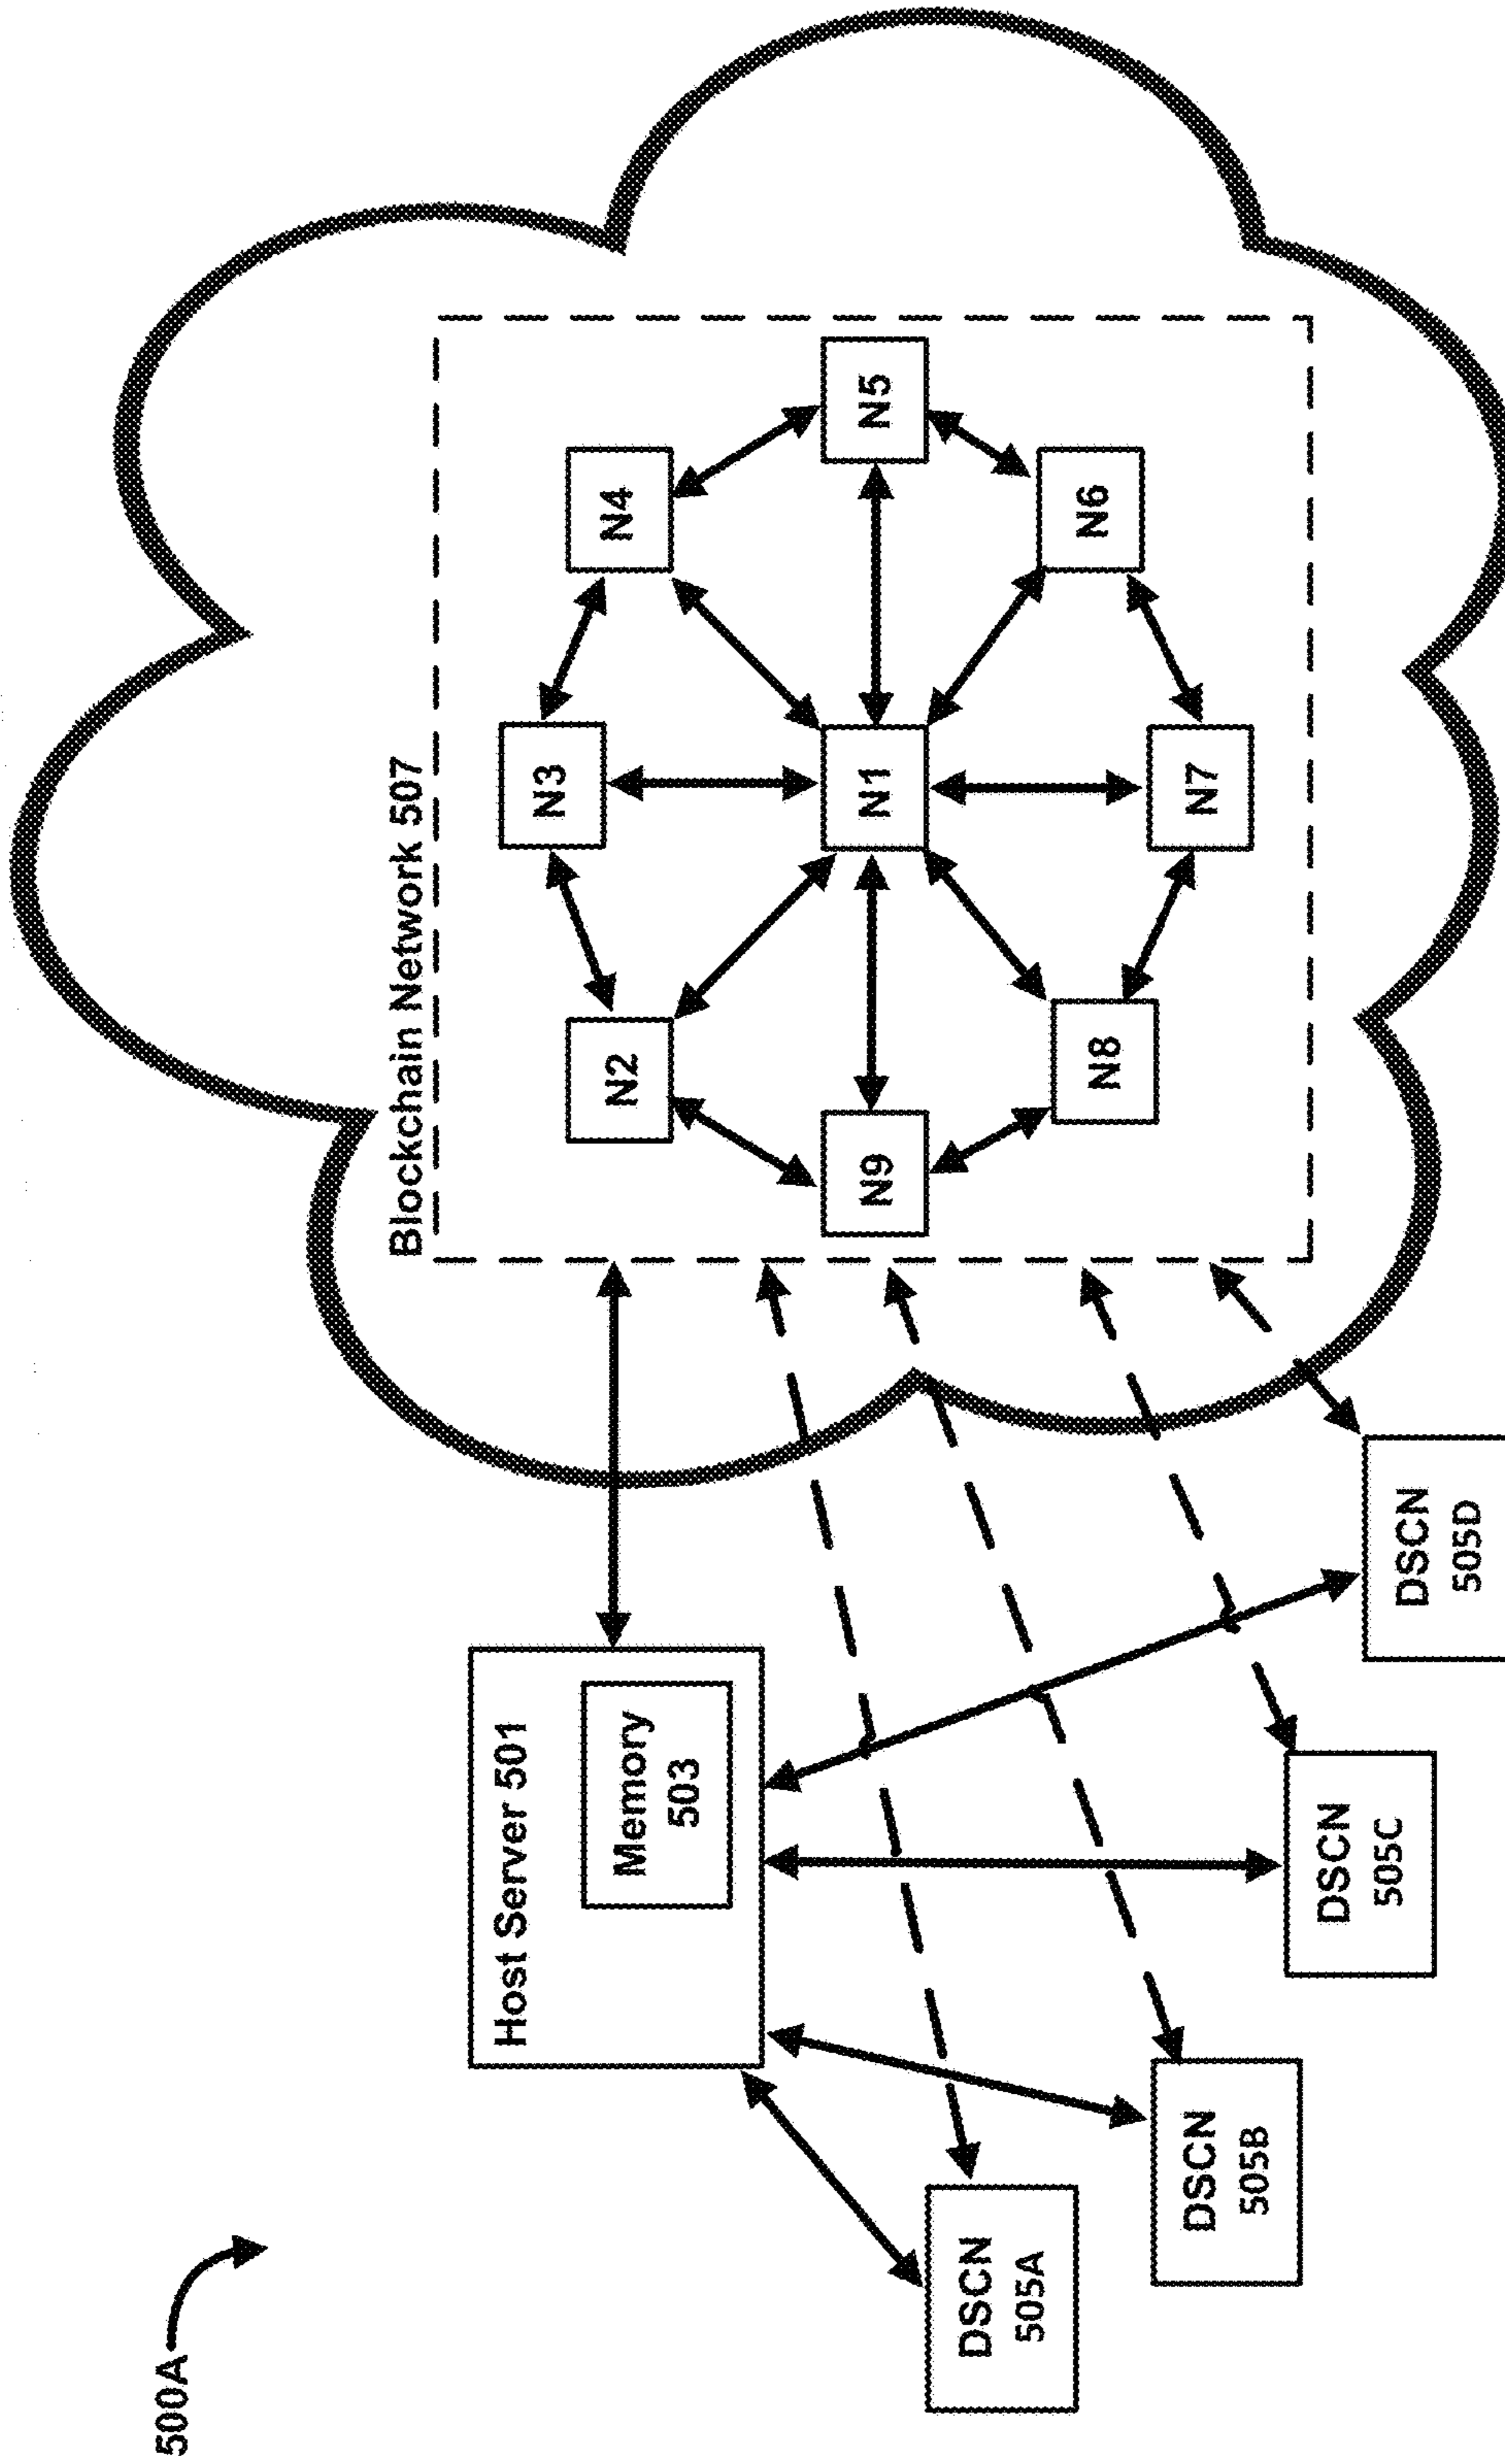 500A
Host Server 501
Memory
503
DSCN
505A
DSCN
505B
DSCN
505C
DSCN
505D
Blockchain Network 507
N2
N3
N4
N9
N1
N5
N8
N7
N6